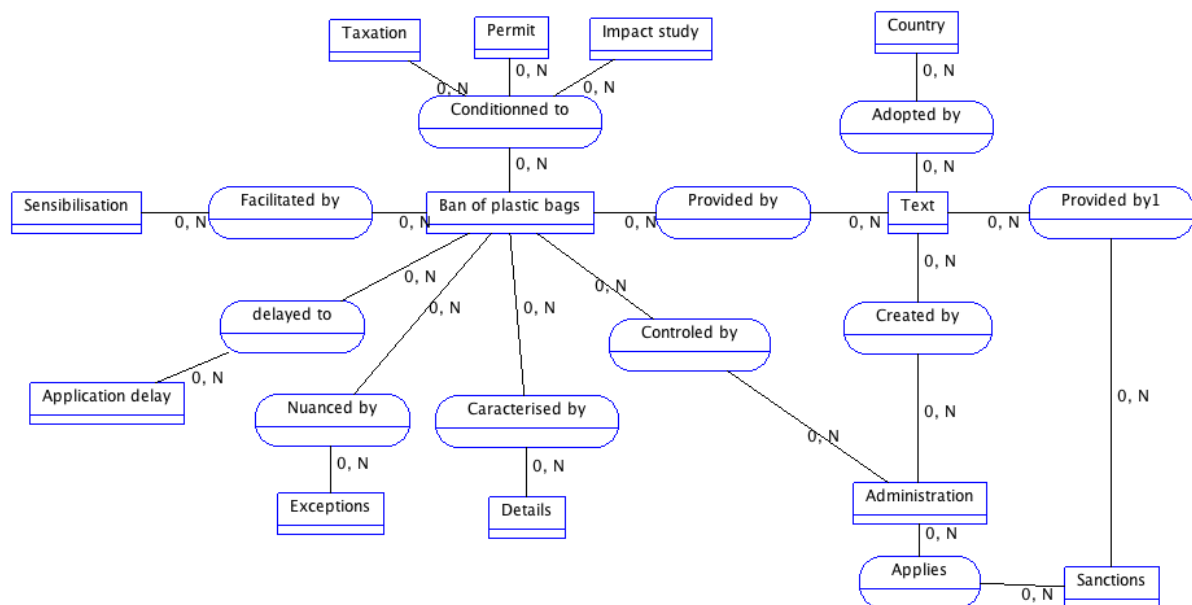 Taxation
Permit
Impact study
Country
0, N
0, N
0, N
0, N
Conditionned to
Adopted by
0, N
0, N
Sensibilisation
Facilitated by
Ban of plastic bags
Provided by
Text
Provided by1
0, N
0, N
0, N
0, N
0, N
0, N
0, N
0, N
0, N
0, N
0, N
delayed to
Controled by
Created by
0, N
Application delay
Nuanced by
Caracterised by
0, N
0, N
0, N
0, N
0, N
Exceptions
Details
Administration
0, N
Applies
Sanctions
0, N